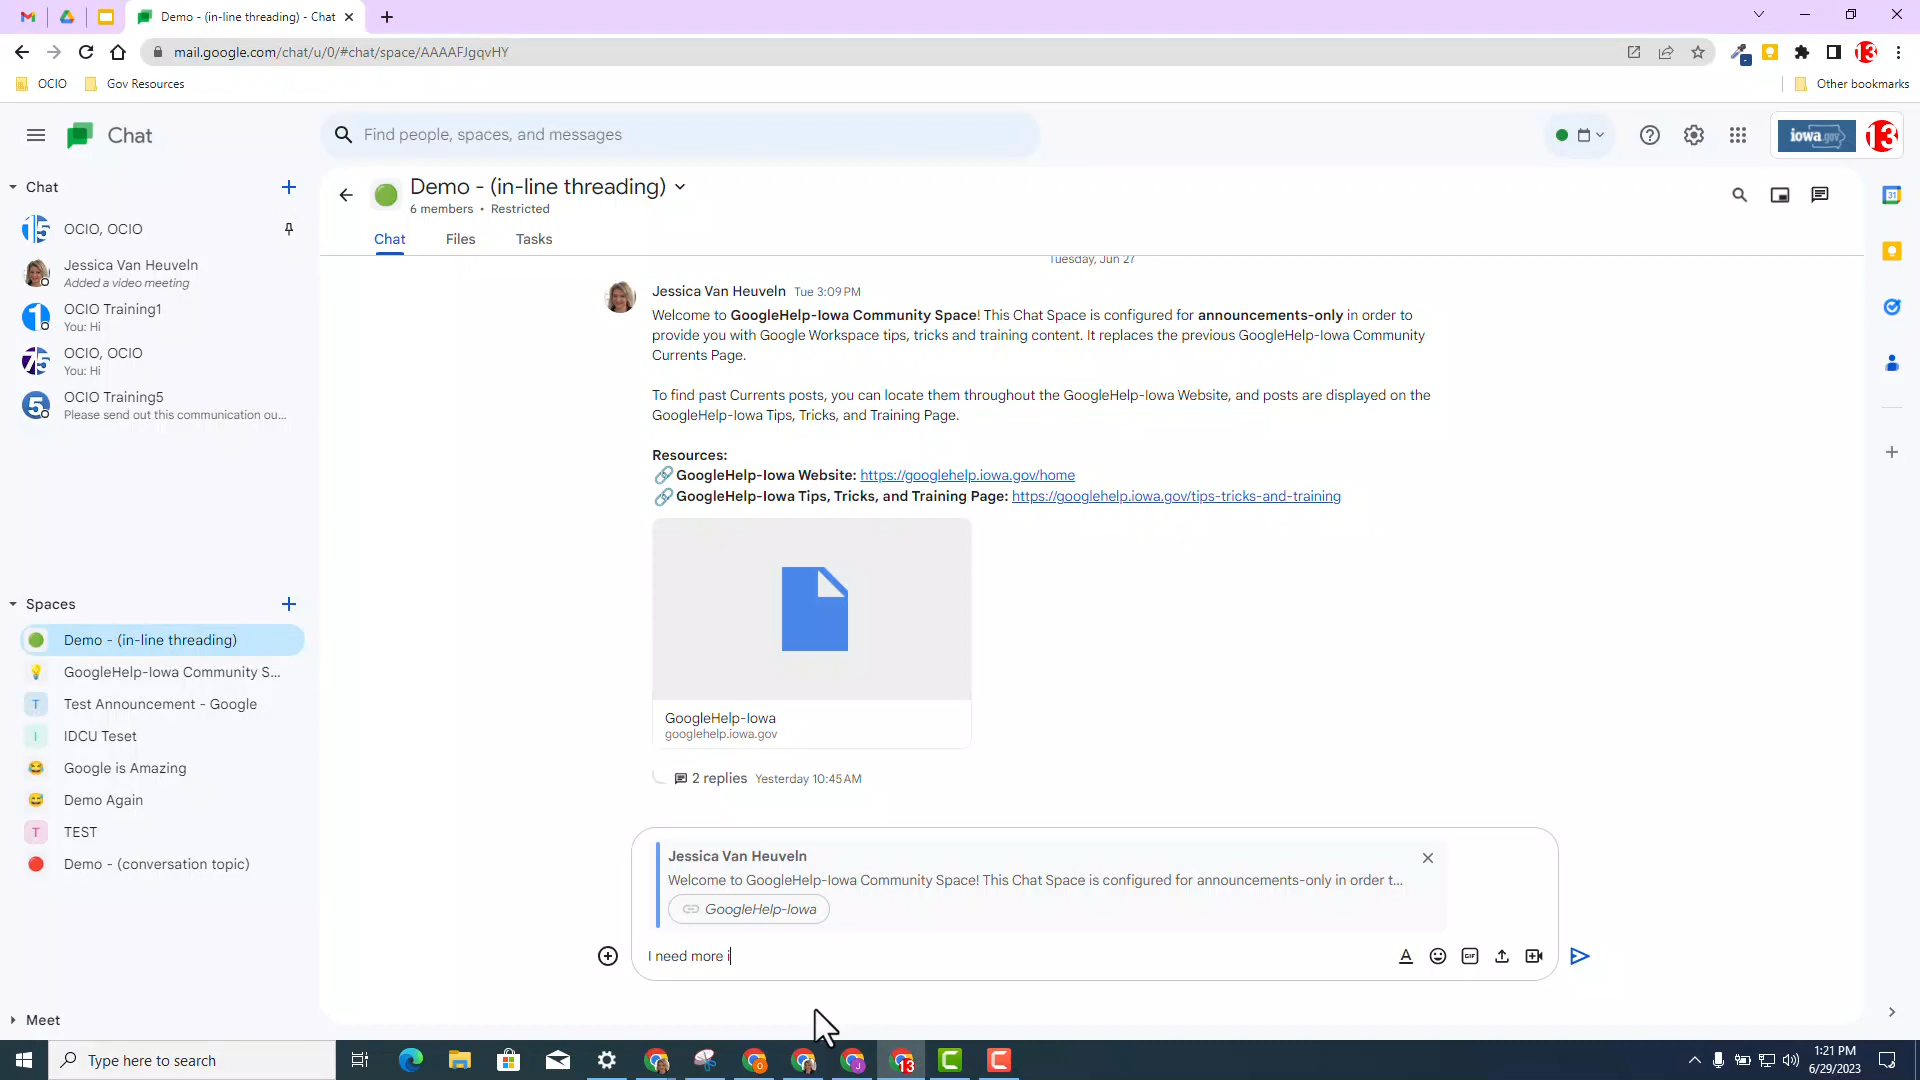 Demo - (in-line threading) - Chat
mail.google.com/chat/u/0/#chat/space/AAAAFJgqvHY
13
OCIO
Gov Resources
Other bookmarks
Chat
Find people, spaces, and messages
iowa.gov
13
Chat
OCIO, OCIO
Jessica Van Heuveln
Added a video meeting
OCIO Training1
You: Hi
OCIO, OCIO
You: Hi
OCIO Training5
Please send out this communication ou...
Spaces
Demo - (in-line threading)
GoogleHelp-Iowa Community S...
T Test Announcement - Google
I IDCU Teset
Google is Amazing
Demo Again
T TEST
Demo - (conversation topic)
Meet
Demo - (in-line threading)
6 members • Restricted
Chat Files Tasks
Tuesday, Jun 27
Jessica Van Heuveln Tue 3:09 PM
Welcome to GoogleHelp-Iowa Community Space! This Chat Space is configured for announcements-only in order to
provide you with Google Workspace tips, tricks and training content. It replaces the previous GoogleHelp-Iowa Community
Currents Page.
To find past Currents posts, you can locate them throughout the GoogleHelp-Iowa Website, and posts are displayed on the
GoogleHelp-Iowa Tips, Tricks, and Training Page.
Resources:
GoogleHelp-Iowa Website: https://googlehelp.iowa.gov/home
GoogleHelp-Iowa Tips, Tricks, and Training Page: https://googlehelp.iowa.gov/tips-tricks-and-training
GoogleHelp-Iowa
googlehelp.iowa.gov
2 replies Yesterday 10:45 AM
Jessica Van Heuveln
Welcome to GoogleHelp-Iowa Community Space! This Chat Space is configured for announcements-only in order t...
GoogleHelp-Iowa
I need more i
GIF
31
Type here to search
13
1:21 PM
6/29/2023